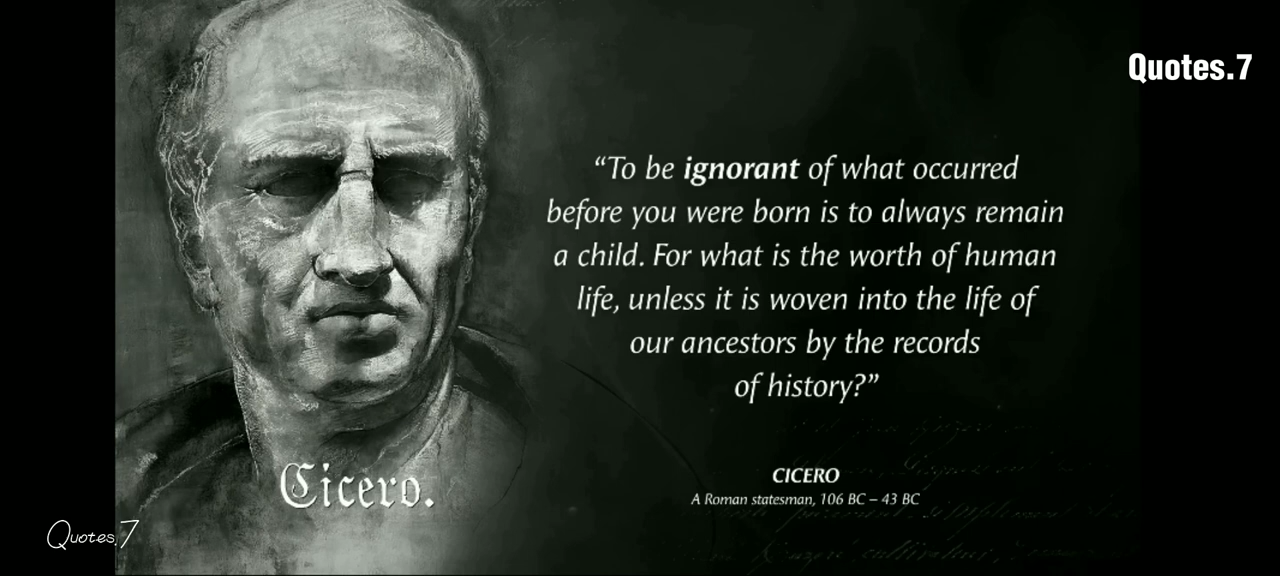 Quotes.7
“To be ignorant of what occurred
before you were born is to always remain
a child. For what is the worth of human
life, unless it is woven into the life of
our ancestors by the records
of history?”
CICERO
A Roman statesman, 106 BC – 43 BC
Cicero.
Quotes.7